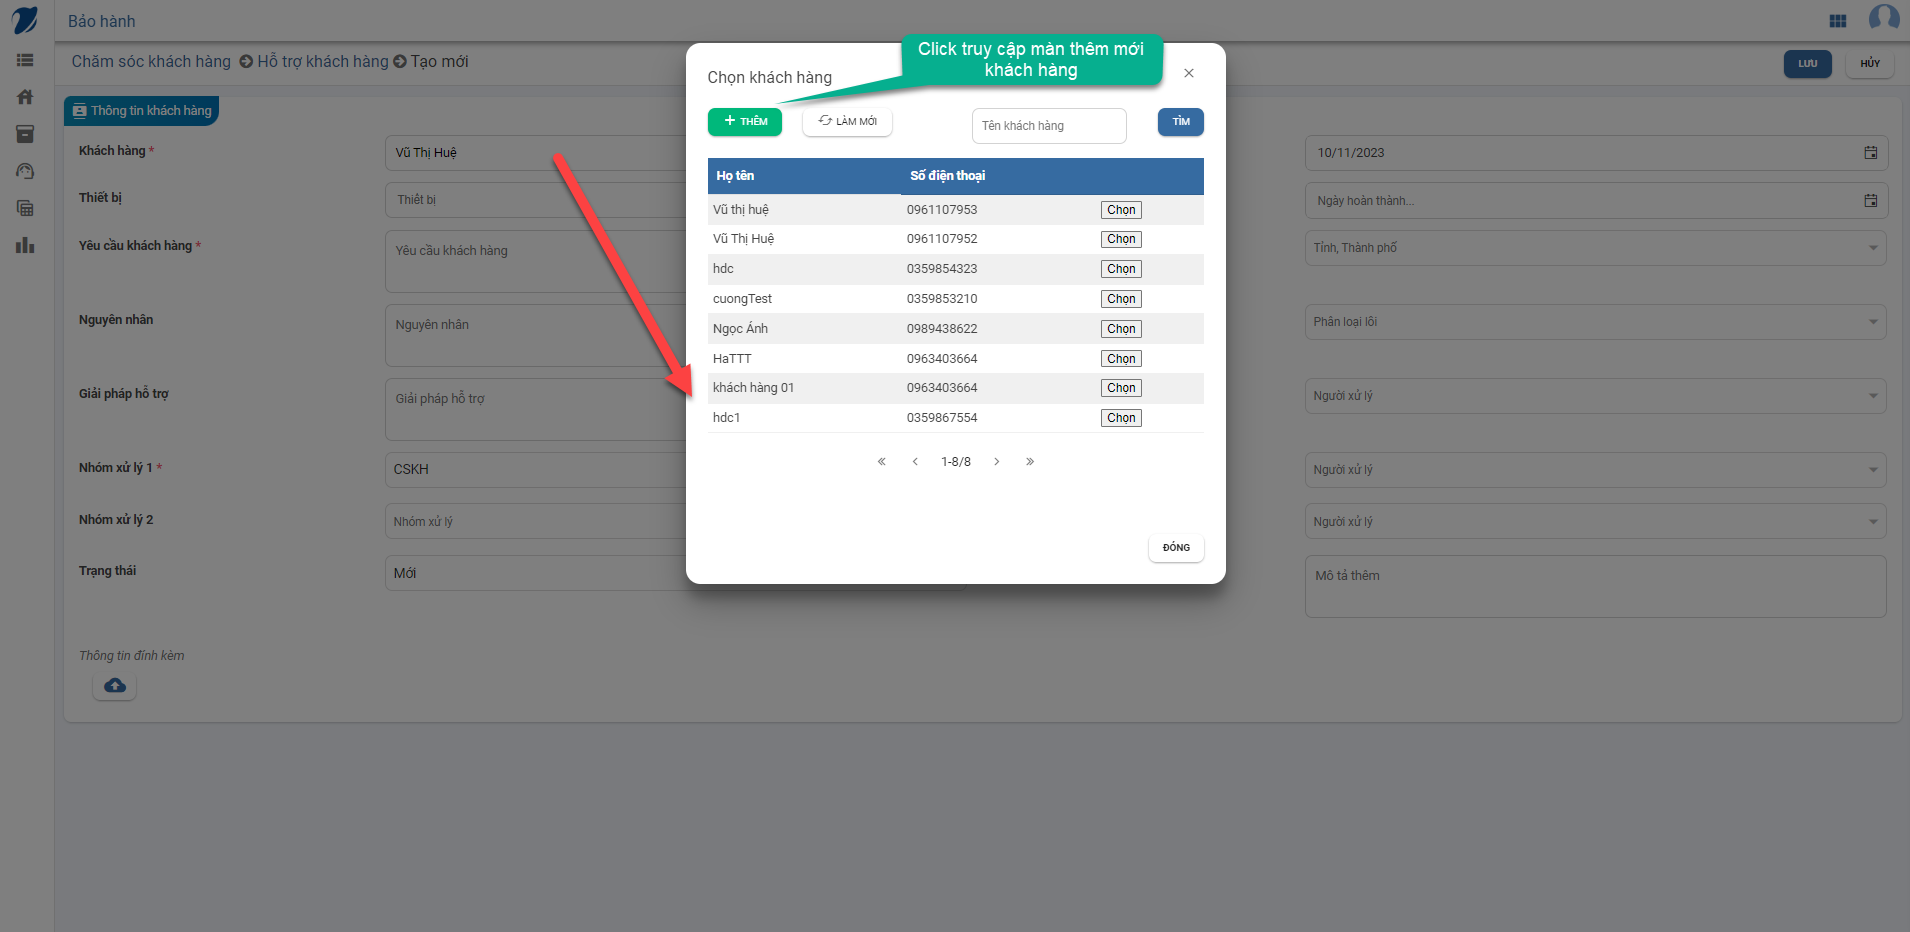 Bảo hành
Chăm sóc khách hàng Hỗ trợ khách hàng Tạo mới
LƯU
HỦY
Thông tin khách hàng
Khách hàng *
Vũ Thị Huệ
10/11/2023
Thiết bị
Thiết bị
Ngày hoàn thành...
Yêu cầu khách hàng *
Yêu cầu khách hàng
Tỉnh, Thành phố
Nguyên nhân
Nguyên nhân
Phân loại lỗi
Giải pháp hỗ trợ
Giải pháp hỗ trợ
Người xử lý
Nhóm xử lý 1 *
CSKH
Người xử lý
Nhóm xử lý 2
Nhóm xử lý
Người xử lý
Trạng thái
Mới
Mô tả thêm
Thông tin đính kèm
Click truy cập màn thêm mới
khách hàng
Chọn khách hàng
THÊM
LÀM MỚI
Tên khách hàng
TÌM
Họ tên Số điện thoại
Vũ thị huệ 0961107953 Chọn
Vũ Thị Huệ 0961107952 Chọn
hdc 0359854323 Chọn
cuongTest 0359853210 Chọn
Ngọc Ánh 0989438622 Chọn
HaTTT 0963403664 Chọn
khách hàng 01 0963403664 Chọn
hdc1 0359867554 Chọn
1-8/8
ĐÓNG